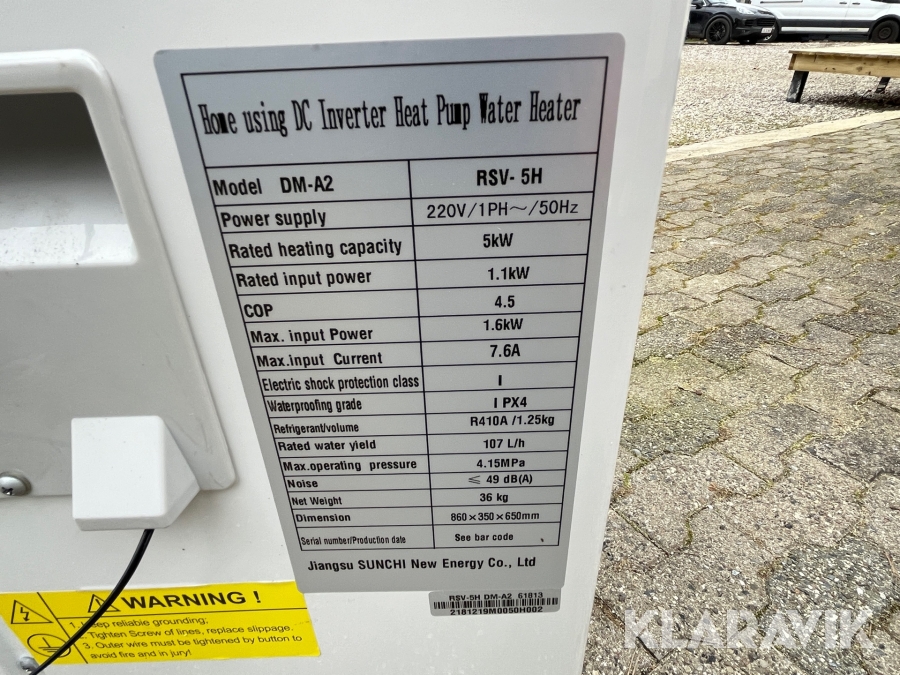 Home using DC Inverter Heat Pump Water Heater
Model DM-A2 RSV- 5H
Power supply 220V/1PH～/50Hz
Rated heating capacity 5kW
Rated input power 1.1kW
COP 4.5
Max. input Power 1.6kW
Max.input Current 7.6A
Electric shock protection class I
Waterproofing grade I PX4
Refrigerant/volume R410A /1.25kg
Rated water yield 107 L/h
Max.operating pressure 4.15MPa
Noise ≤ 49 dB(A)
Net Weight 36 kg
Dimension 860×350×650mm
Serial number/Production date See bar code
Jiangsu SUNCHI New Energy Co., Ltd
RSV-5H DM-A2 61813
2181219M0050H002
WARNING !
1. Keep reliable grounding;
Tighten Screw of lines, replace slippage.
3. Outer wire must be tightened by button to
avoid fire and in jury!
KLARAVIK